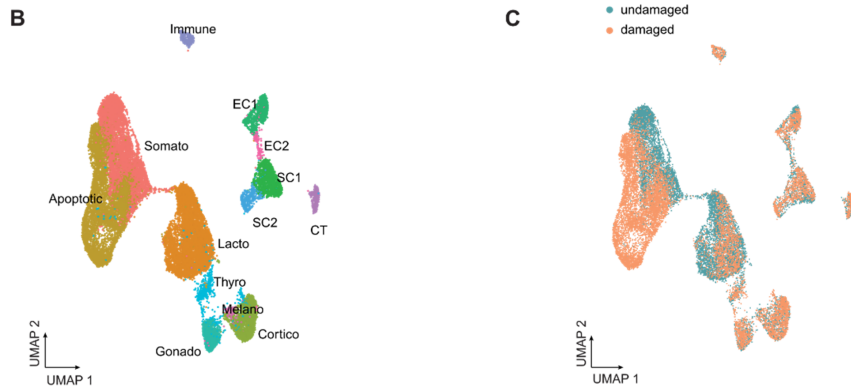 B
Immune
EC1
Somato
EC2
SC1
Apoptotic
SC2
CT
Lacto
Thyro
Melano
Cortico
Gonado
UMAP 2
UMAP 1
C
undamaged
damaged
UMAP 2
UMAP 1